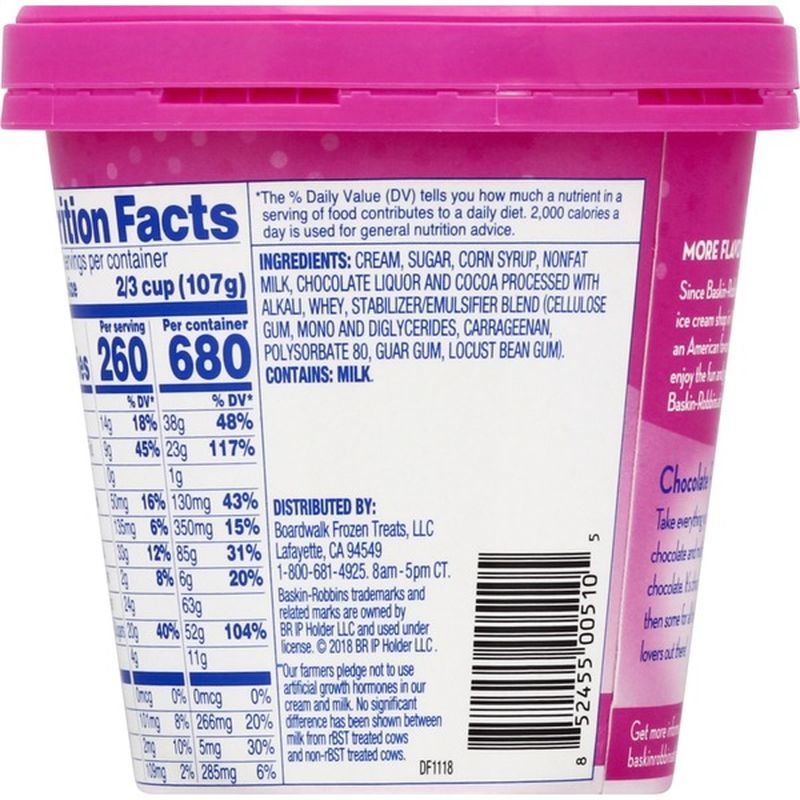 ition Facts
ervings per container
ize 2/3 cup (107g)
Per serving Per container
es 260 680
% DV* % DV*
14g 18% 38g 48%
9g 45% 23g 117%
0g 1g
50mg 16% 130mg 43%
135mg 6% 350mg 15%
33g 12% 85g 31%
2g 8% 6g 20%
24g 63g
20g 40% 52g 104%
4g 11g
0mcg 0% 0mcg 0%
101mg 8% 266mg 20%
2mg 10% 5mg 30%
109mg 2% 285mg 6%
*The % Daily Value (DV) tells you how much a nutrient in a
serving of food contributes to a daily diet. 2,000 calories a
day is used for general nutrition advice.
INGREDIENTS: CREAM, SUGAR, CORN SYRUP, NONFAT
MILK, CHOCOLATE LIQUOR AND COCOA PROCESSED WITH
ALKALI, WHEY, STABILIZER/EMULSIFIER BLEND (CELLULOSE
GUM, MONO AND DIGLYCERIDES, CARRAGEENAN,
POLYSORBATE 80, GUAR GUM, LOCUST BEAN GUM).
CONTAINS: MILK.
DISTRIBUTED BY:
Boardwalk Frozen Treats, LLC
Lafayette, CA 94549
1-800-681-4925. 8am-5pm CT.
Baskin-Robbins trademarks and
related marks are owned by
BR IP Holder LLC and used under
license. © 2018 BR IP Holder LLC.
"Our farmers pledge not to use
artificial growth hormones in our
cream and milk. No significant
difference has been shown between
milk from rBST treated cows
and non-rBST treated cows.
DF1118
8 52455 00510 5
MORE FLAVO
Since Baskin-Rob
ice cream shop
an American
enjoy the fun and
Baskin-Robbins
Chocolate
Take everything
chocolate and
chocolate. It's
then some for
lovers out there
Get more info
baskinrobbins